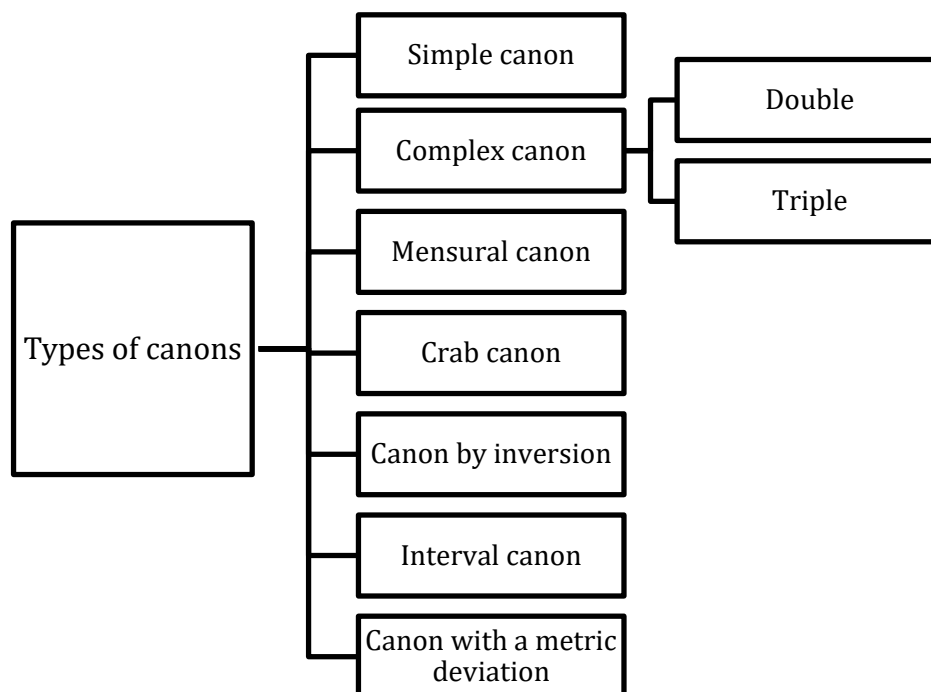 Types of canons
Simple canon
Complex canon
Double
Triple
Mensural canon
Crab canon
Canon by inversion
Interval canon
Canon with a metric
deviation